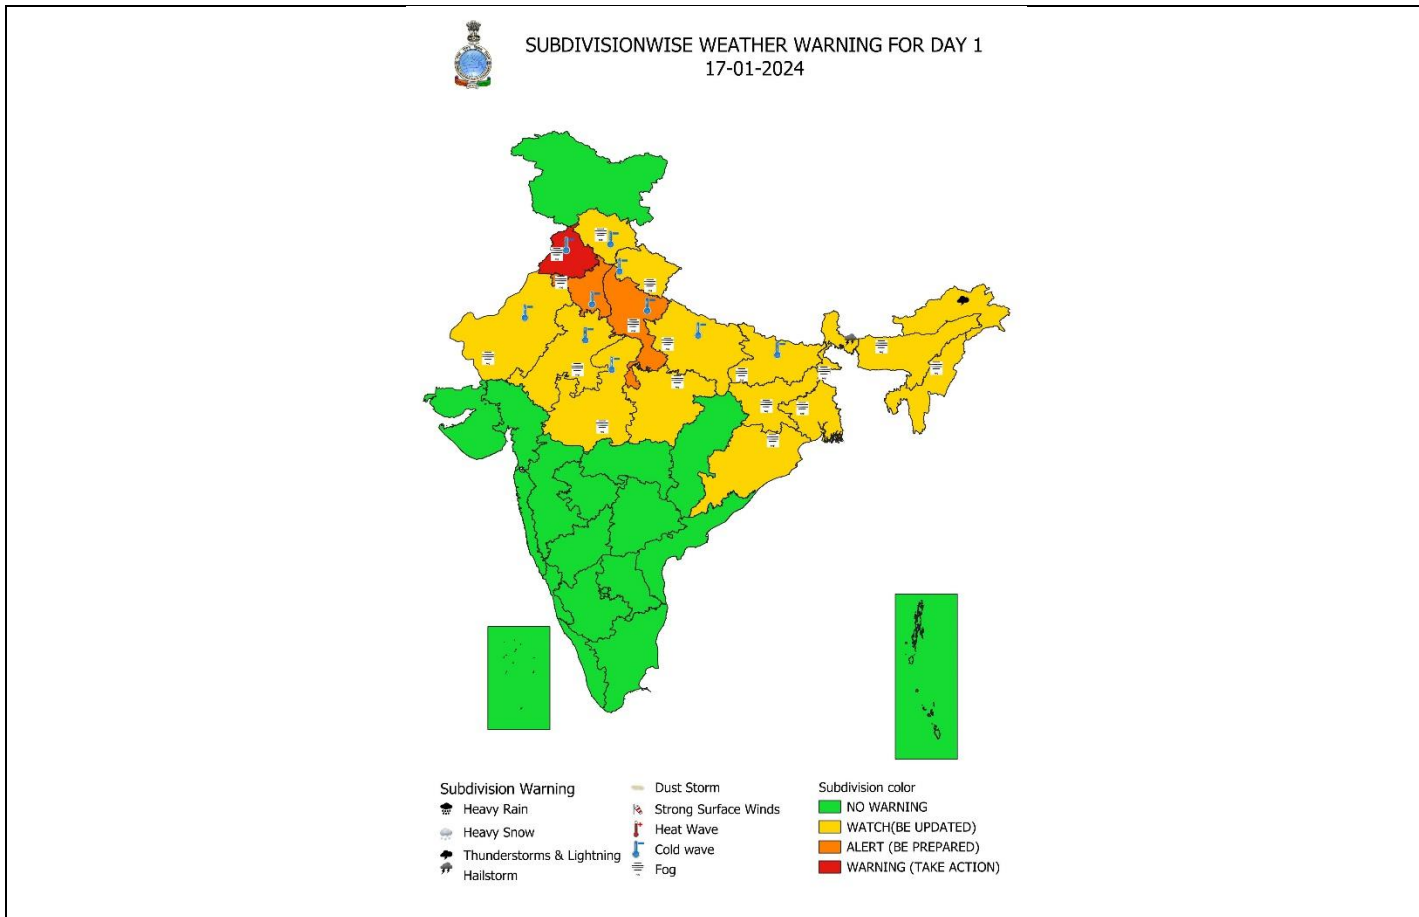 SUBDIVISIONWISE WEATHER WARNING FOR DAY 1
17-01-2024
Subdivision Warning
Heavy Rain
Heavy Snow
Thunderstorms & Lightning
Hailstorm
Dust Storm
Strong Surface Winds
Heat Wave
Cold wave
Fog
Subdivision color
NO WARNING
WATCH(BE UPDATED)
ALERT (BE PREPARED)
WARNING (TAKE ACTION)